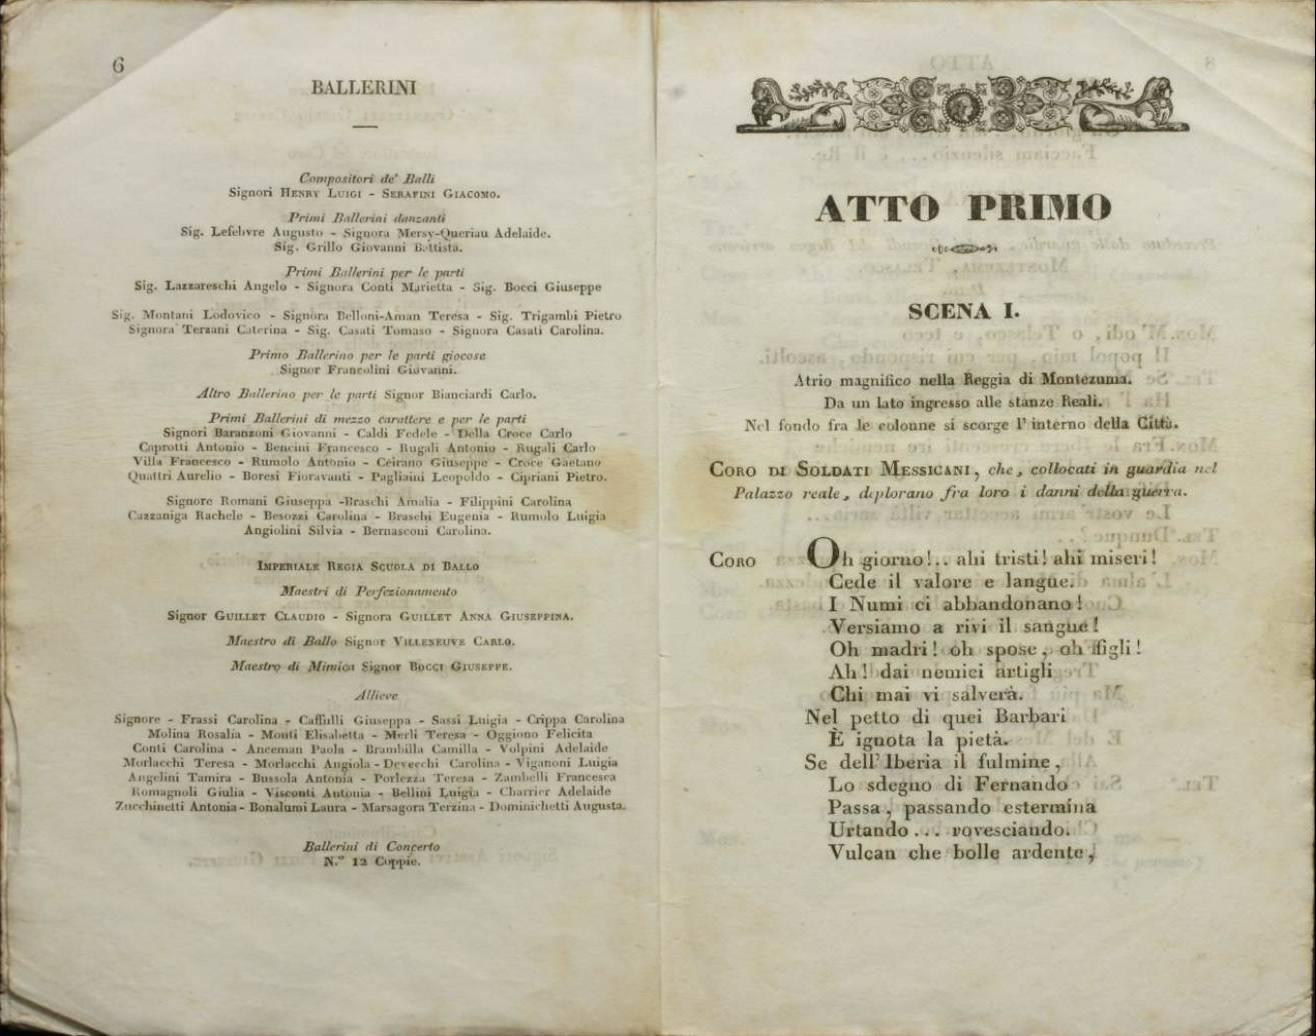 6
BALLERINI
Compositori de' Balli
Signori HENRY LUIGI - SERAFINI GIACOMO.
Primi Ballerini danzanti
Sig. Lefebvre Augusto - Signora Mersy-Queriau Adelaide.
Sig. Grillo Giovanni Battista.
Primi Ballerini per le parti
Sig. Lazzareschi Angelo - Signora Conti Marietta - Sig. Bocci Giuseppe
Sig. Montani Lodovico - Signora Belloni-Aman Teresa - Sig. Trigambi Pietro
Signora Terzani Caterina - Sig. Casati Tomaso - Signora Casati Carolina.
Primo Ballerino per le parti giocose
Signor Francolini Giovanni.
Altro Ballerino per le parti Signor Bianciardi Carlo.
Primi Ballerini di mezzo carattere e per le parti
Signori Baranzoni Giovanni - Caldi Fedele - Della Croce Carlo
Caprotti Antonio - Bencini Francesco - Rugali Antonio - Rugali Carlo
Villa Francesco - Rumolo Antonio - Ceirano Giuseppe - Croce Gaetano
Quattri Aurelio - Boresi Fioravanti - Pagliaini Leopoldo - Cipriani Pietro.
Signore Romani Giuseppa -Braschi Amalia - Filippini Carolina
Cazzaniga Rachele - Besozzi Carolina - Braschi Eugenia - Rumolo Luigia
Angiolini Silvia - Bernasconi Carolina.
IMPERIALE REGIA SCUOLA DI BALLO
Maestri di Perfezionamento
Signor GUILLET CLAUDIO - Signora GUILLET ANNA GIUSEPPINA.
Maestro di Ballo Signor VILLENEUVE CARLO.
Maestro di Mimica Signor BOCCI GIUSEPPE.
Allieve
Signore - Frassi Carolina - Caffulli Giuseppa - Sassi Luigia - Crippa Carolina
Molina Rosalia - Monti Elisabetta - Merli Teresa - Oggiono Felicita
Conti Carolina - Anceman Paola - Brambilla Camilla - Volpini Adelaide
Morlacchi Teresa - Morlacchi Angiola - Devecchi Carolina - Viganoni Luigia
Angelini Tamira - Bussola Antonia - Porlezza Teresa - Zambelli Francesca
Romagnoli Giulia - Visconti Antonia - Bellini Luigia - Charrier Adelaide
Zucchinetti Antonia - Bonalumi Laura - Marsagora Terzina - Dominichetti Augusta.
Ballerini di Concerto
N.° 12 Coppie.
ATTO PRIMO
SCENA I.
Atrio magnifico nella Reggia di Montezuma.
Da un lato ingresso alle stanze Reali.
Nel fondo fra le colonne si scorge l' interno della Città.
CORO DI SOLDATI MESSICANI, che, collocati in guardia nel
Palazzo reale, deplorano fra loro i danni della guerra.
CORO Oh giorno!.. ahi tristi! ahi miseri!
Cede il valore e langue.
I Numi ci abbandonano!
Versiamo a rivi il sangue!
Oh madri! oh spose, oh figli!
Ah! dai nemici artigli
Chi mai vi salverà.
Nel petto di quei Barbari
È ignota la pietà.
Se dell' Iberia il fulmine,
Lo sdegno di Fernando
Passa, passando estermina
Urtando... rovesciando.
Vulcan che bolle ardente,